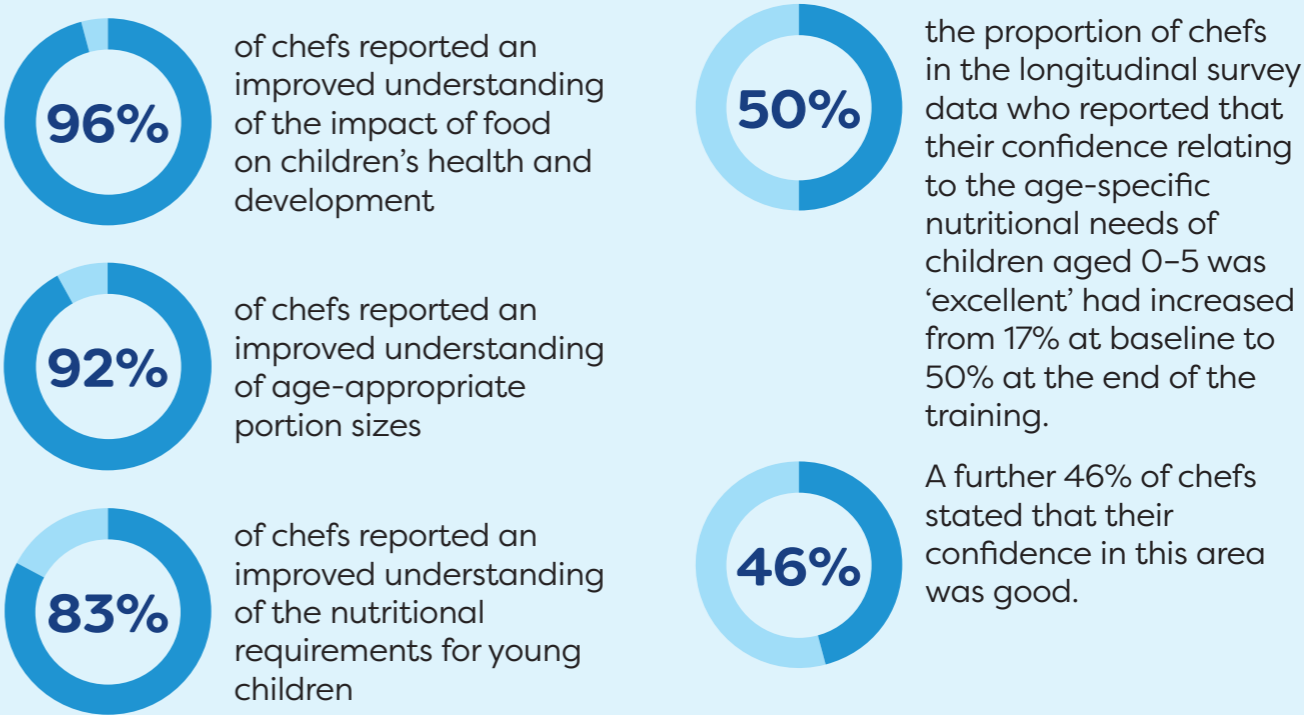 96%
of chefs reported an
improved understanding
of the impact of food
on children’s health and
development
92%
of chefs reported an
improved understanding
of age-appropriate
portion sizes
83%
of chefs reported an
improved understanding
of the nutritional
requirements for young
children
50%
the proportion of chefs
in the longitudinal survey
data who reported that
their confidence relating
to the age-specific
nutritional needs of
children aged 0–5 was
‘excellent’ had increased
from 17% at baseline to
50% at the end of the
training.
46%
A further 46% of chefs
stated that their
confidence in this area
was good.